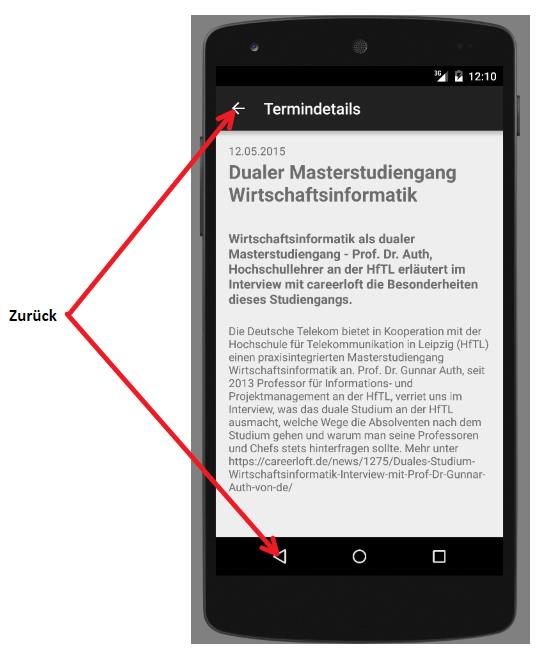 3G 12:10
Termindetails
12.05.2015
Dualer Masterstudiengang
Wirtschaftsinformatik
Wirtschaftsinformatik als dualer
Masterstudiengang - Prof. Dr. Auth,
Hochschullehrer an der HfTL erläutert im
Interview mit careerloft die Besonderheiten
dieses Studiengangs.
Zurück
Die Deutsche Telekom bietet in Kooperation mit der
Hochschule für Telekommunikation in Leipzig (HfTL)
einen praxisintegrierten Masterstudiengang
Wirtschaftsinformatik an. Prof. Dr. Gunnar Auth, seit
2013 Professor für Informations- und
Projektmanagement an der HfTL, verriet uns im
Interview, was das duale Studium an der HfTL
ausmacht, welche Wege die Absolventen nach dem
Studium gehen und warum man seine Professoren
und Chefs stets hinterfragen sollte. Mehr unter
https://careerloft.de/news/1275/Duales-Studium-
Wirtschaftsinformatik-Interview-mit-Prof-Dr-Gunnar-
Auth-von-de/